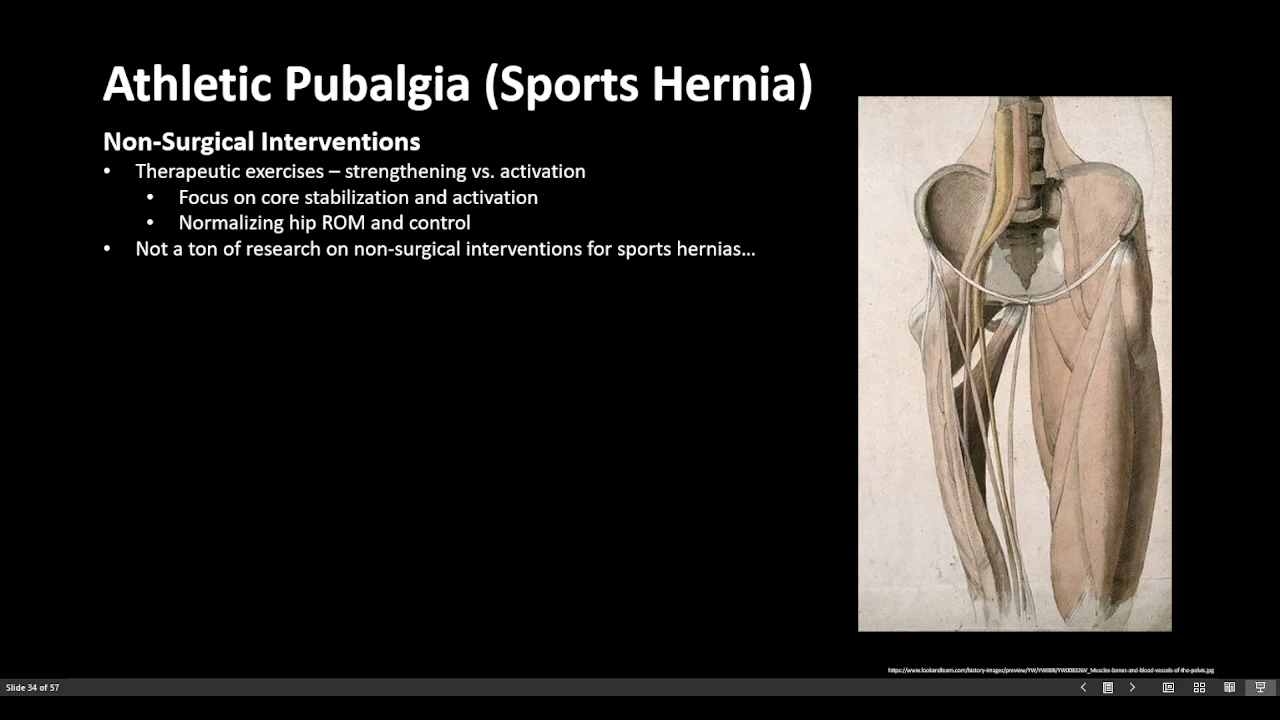 Athletic Pubalgia (Sports Hernia)
Non-Surgical Interventions
• Therapeutic exercises – strengthening vs. activation
• Focus on core stabilization and activation
• Normalizing hip ROM and control
• Not a ton of research on non-surgical interventions for sports hernias...
Slide 34 of 57